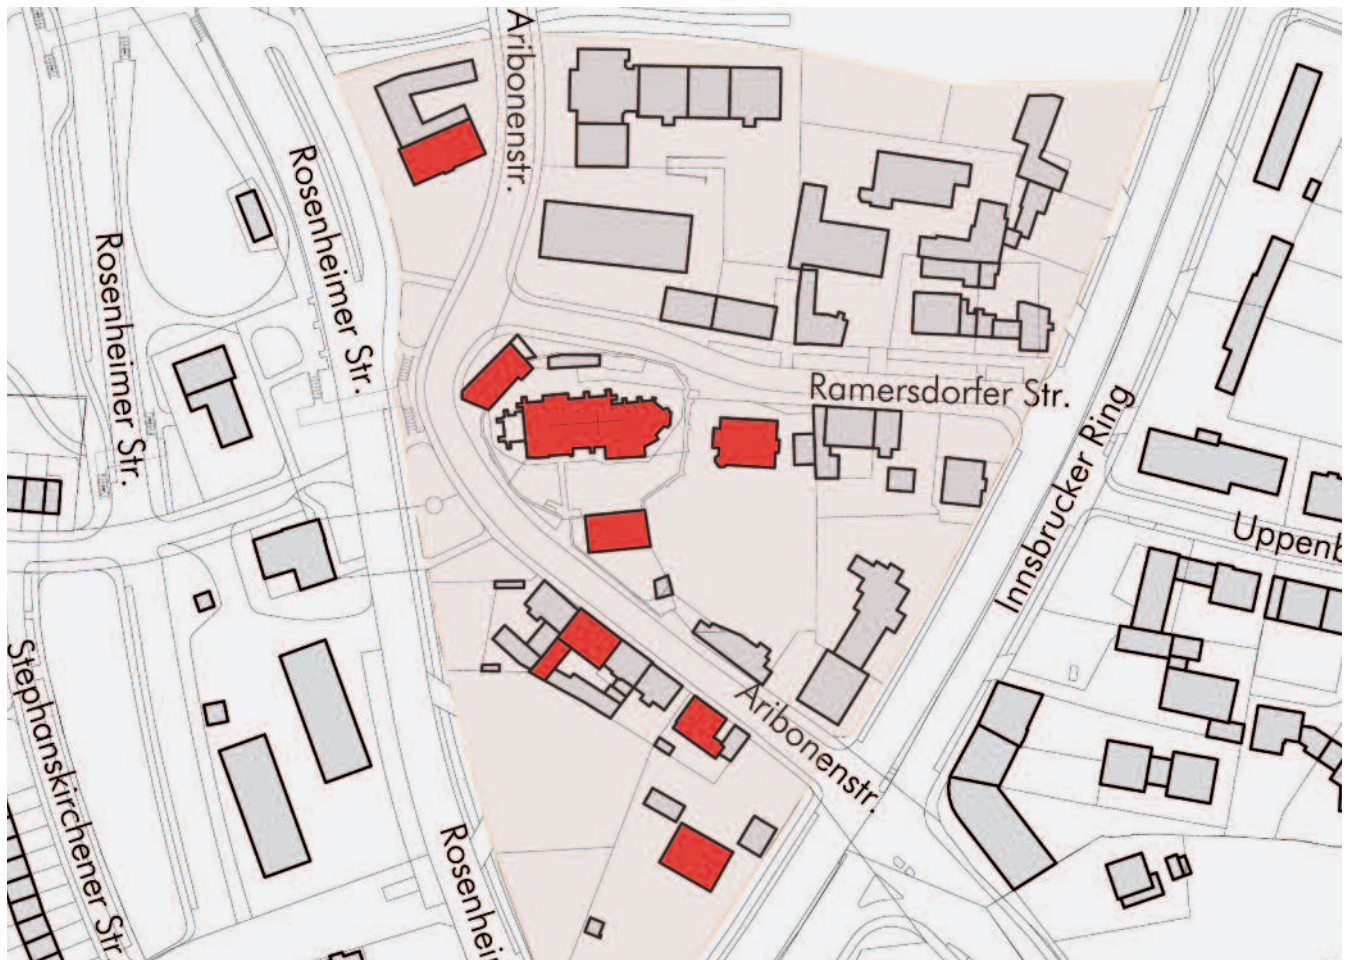 Aribonenstr.
Rosenheimer Str.
Rosenheimer Str.
Ramersdorfer Str.
Innsbrucker Ring
Uppenb
Stephanskirchener Str
Aribonenstr.
Rosenhei